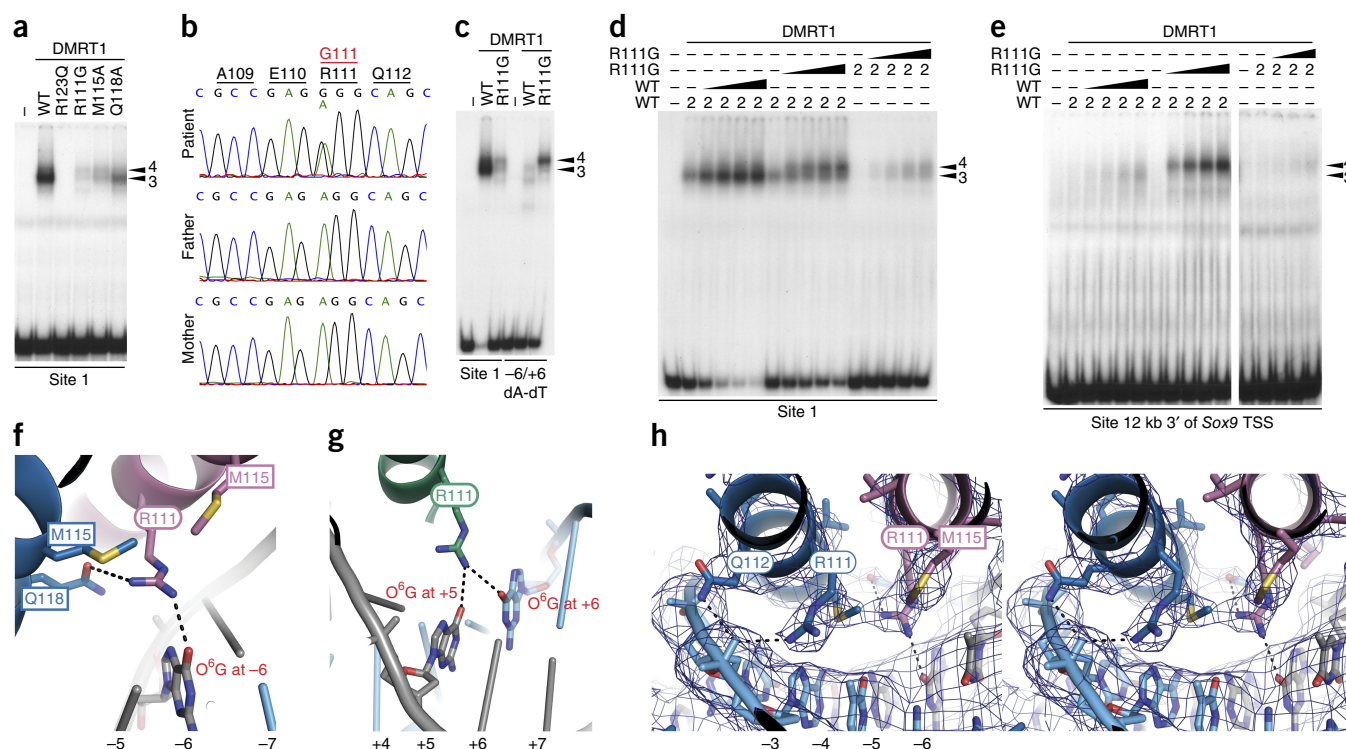 a
DMRT1
–
WT
R123Q
R111G
M115A
Q118A
4
3
Site 1
b
G111
A109 E110 R111 Q112
C G C C G A G G G G C A G C
A
Patient
C G C C G A G A G G C A G C
Father
C G C C G A G A G G C A G C
Mother
c
DMRT1
–
WT
R111G
–
WT
R111G
4
3
Site 1 –6/+6
dA-dT
d
DMRT1
R111G – – – – – – – – – – –
R111G – – – – – – – 2 2 2 2 2
WT – – – – – – –
WT – 2 2 2 2 2 2 2 2 2 2 – – – – –
4
3
Site 1
e
DMRT1
R111G – – – – – – – – – – – –
R111G – – – – – – – 2 2 2 2 2
WT – – – – – – – –
WT – 2 2 2 2 2 2 2 2 2 2 – – – – –
4
3
Site 12 kb 3′ of Sox9 TSS
f
M115
R111
M115
Q118
O⁶G at –6
–5 –6 –7
g
R111
O⁶G at +5
O⁶G at +6
+4 +5 +6 +7
h
R111 M115
Q112 R111
–3 –4 –5 –6